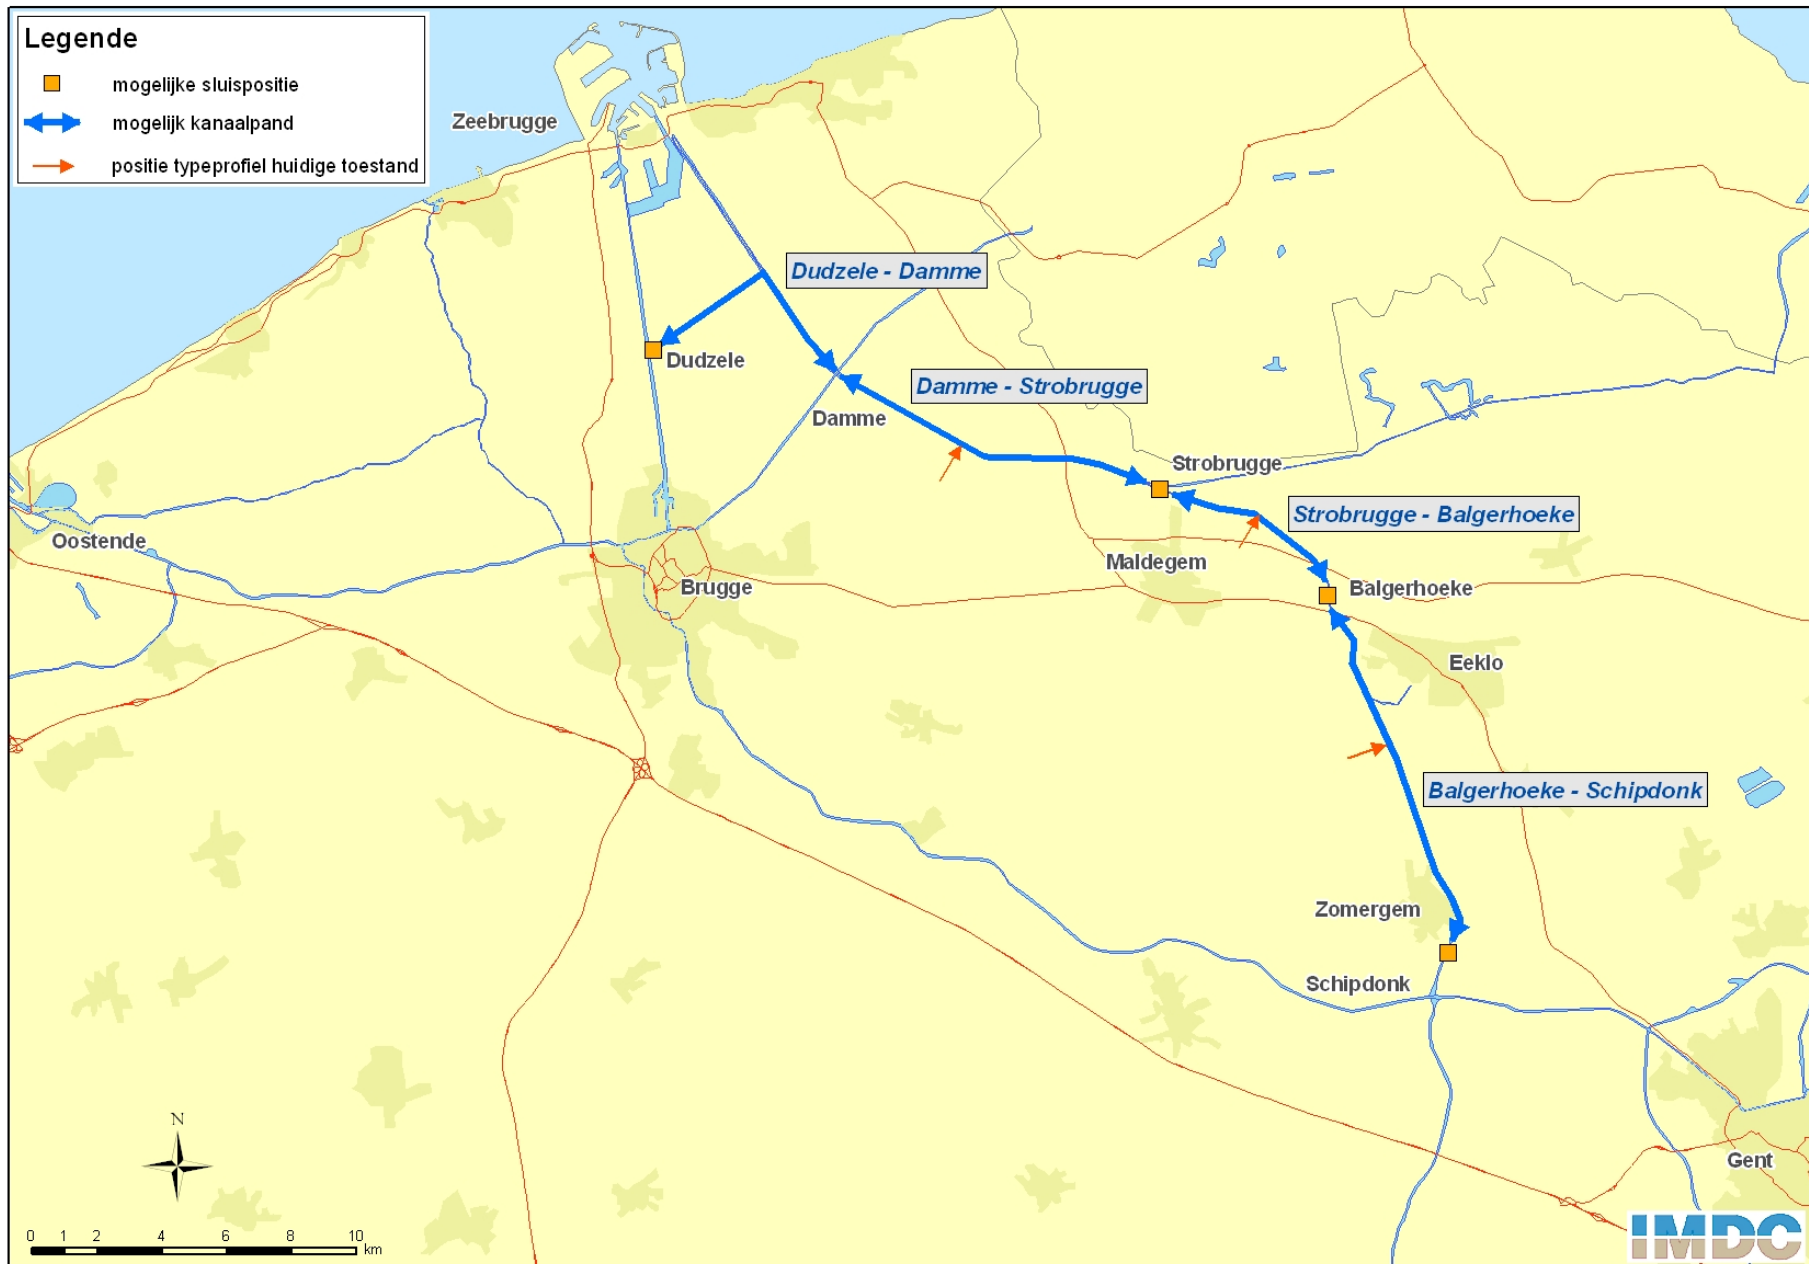 Legende
mogelijke sluispositie
mogelijk kanaalpand
positie typeprofiel huidige toestand
Zeebrugge
Dudzele - Damme
Dudzele
Damme - Strobrugge
Damme
Strobrugge
Strobrugge - Balgerhoeke
Oostende
Maldegem
Brugge
Balgerhoeke
Eeklo
Balgerhoeke - Schipdonk
Zomergem
Schipdonk
N
Gent
0 1 2 4 6 8 10
km
IMDC